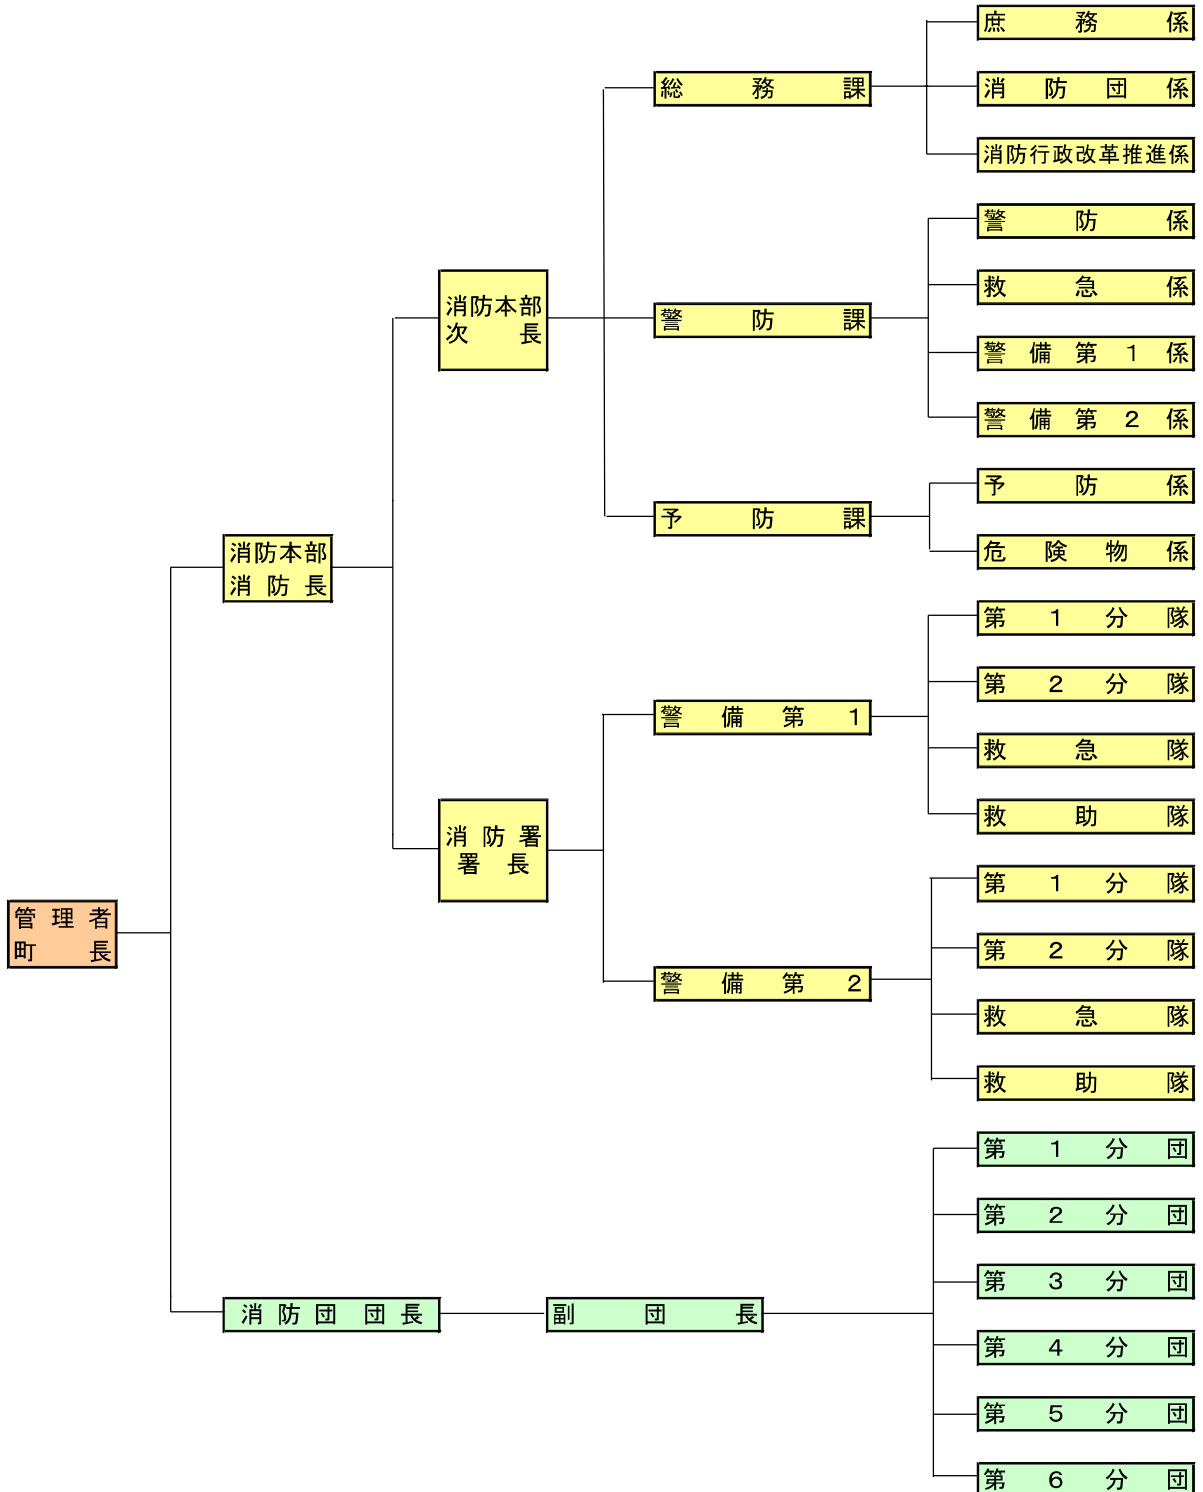 庶務係
総務課
消防団係
消防行政改革推進係
警防係
消防本部
次長
救急係
警防課
警備第1係
警備第2係
予防係
予防課
危険物係
消防本部
消防長
第1分隊
第2分隊
警備第1
救急隊
救助隊
消防署
署長
第1分隊
管理者
町長
第2分隊
警備第2
救急隊
救助隊
第1分団
第2分団
第3分団
消防団団長
副団長
第4分団
第5分団
第6分団